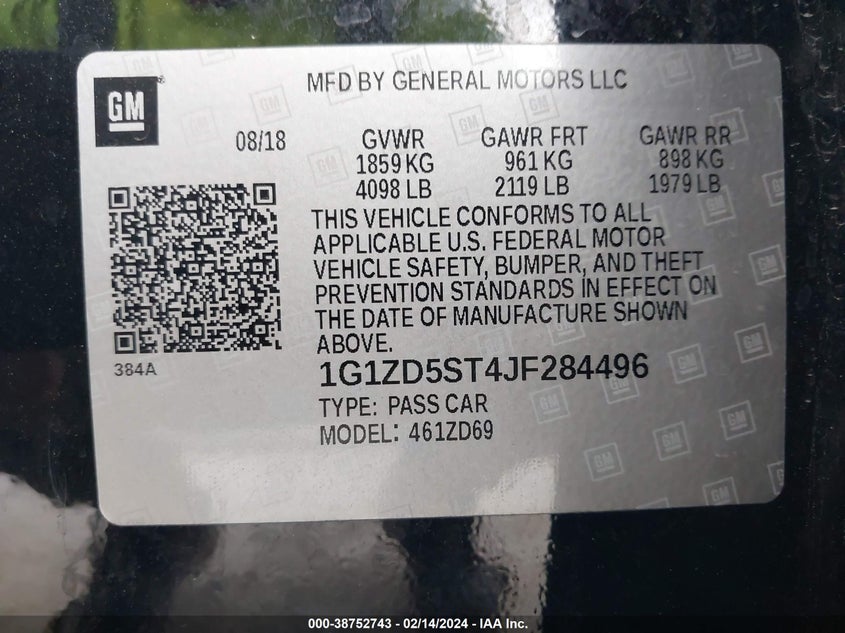 GM
MFD BY GENERAL MOTORS LLC
08/18
GVWR
1859 KG
4098 LB
GAWR FRT
961 KG
2119 LB
GAWR RR
898 KG
1979 LB
THIS VEHICLE CONFORMS TO ALL
APPLICABLE U.S. FEDERAL MOTOR
VEHICLE SAFETY, BUMPER, AND THEFT
PREVENTION STANDARDS IN EFFECT ON
THE DATE OF MANUFACTURE SHOWN
ABOVE.
384A
1G1ZD5ST4JF284496
TYPE: PASS CAR
MODEL: 461ZD69
000-38752743 - 02/14/2024 - IAA Inc.